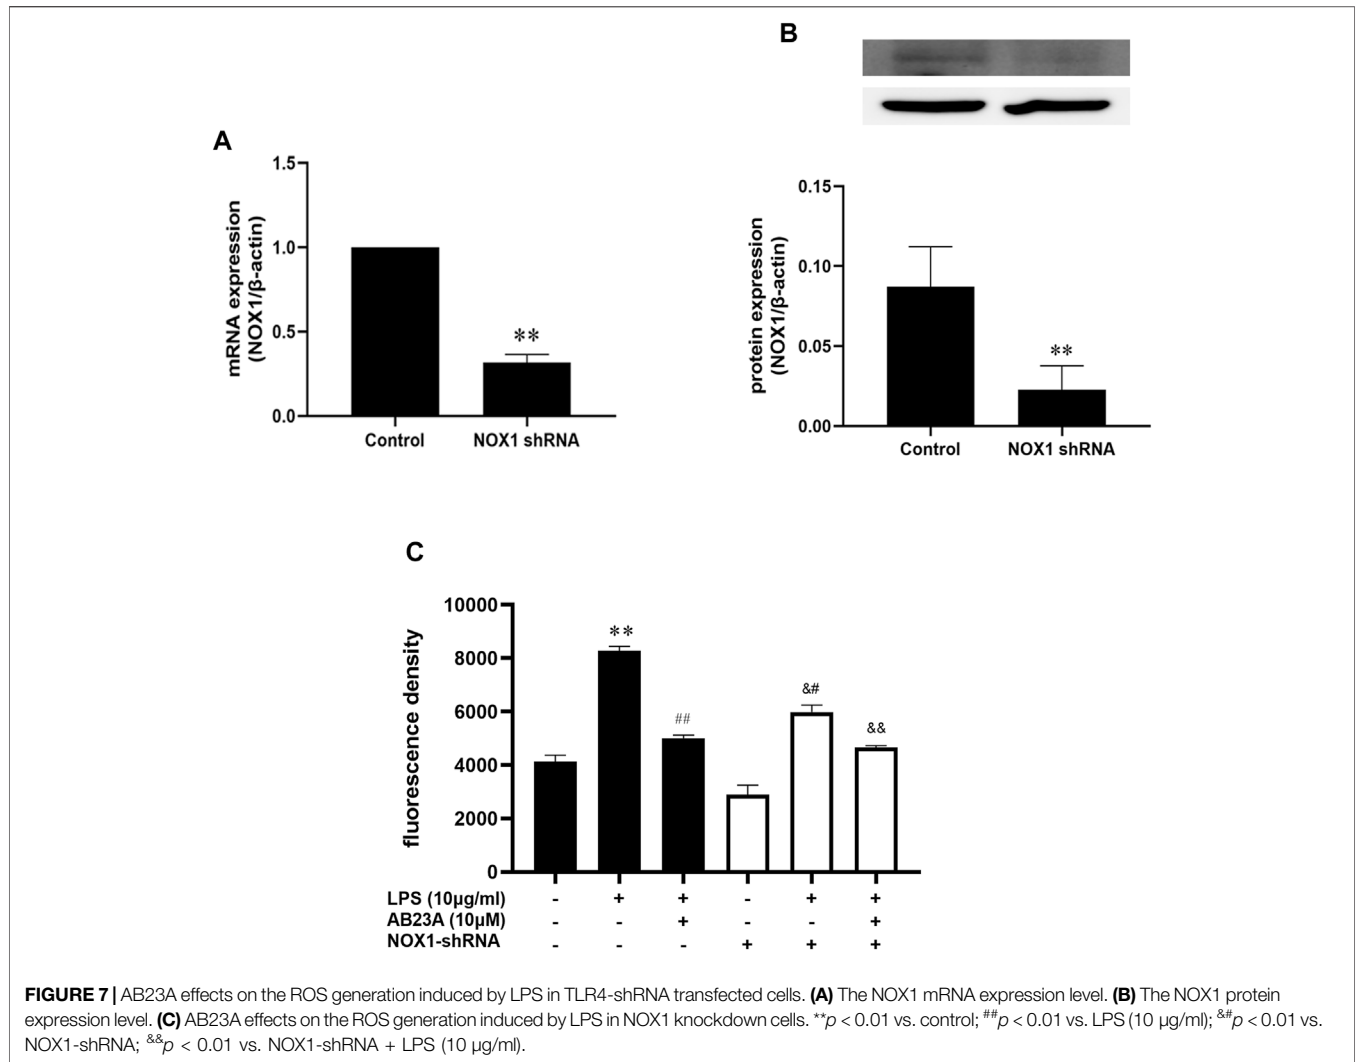 A
mRNA expression
(NOX1/β-actin)
1.5
1.0
0.5
0.0
**
Control
NOX1 shRNA
B
protein expression
(NOX1/β-actin)
0.15
0.10
0.05
0.00
**
Control
NOX1 shRNA
C
fluorescence density
10000
8000
6000
4000
2000
0
**
##
&#
&&
LPS (10μg/ml) - + + - + +
AB23A (10μM) - - + - - +
NOX1-shRNA - - - + + +
FIGURE 7 | AB23A effects on the ROS generation induced by LPS in TLR4-shRNA transfected cells. (A) The NOX1 mRNA expression level. (B) The NOX1 protein
expression level. (C) AB23A effects on the ROS generation induced by LPS in NOX1 knockdown cells. **p < 0.01 vs. control; ##p < 0.01 vs. LPS (10 μg/ml); &#p < 0.01 vs.
NOX1-shRNA; &&p < 0.01 vs. NOX1-shRNA + LPS (10 μg/ml).